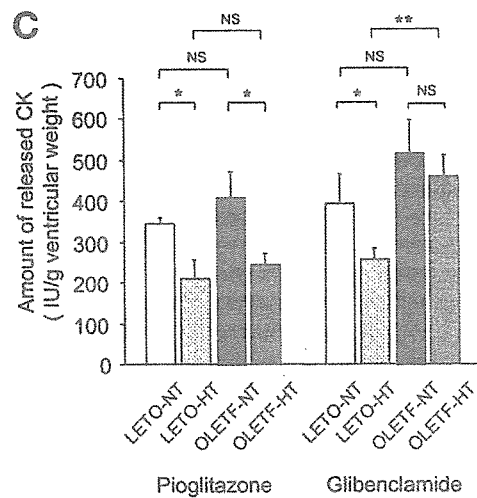 C
NS
**
NS
NS
*
*
*
NS
700
600
500
400
300
200
100
0
Amount of released CK
( IU/g ventricular weight )
LETO-NT
LETO-HT
OLETF-NT
OLETF-HT
LETO-NT
LETO-HT
OLETF-NT
OLETF-HT
Pioglitazone
Glibenclamide